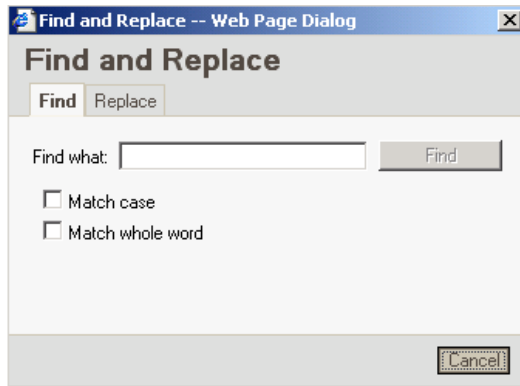 Find and Replace -- Web Page Dialog
Find and Replace
Find Replace
Find what: Find
Match case
Match whole word
Cancel